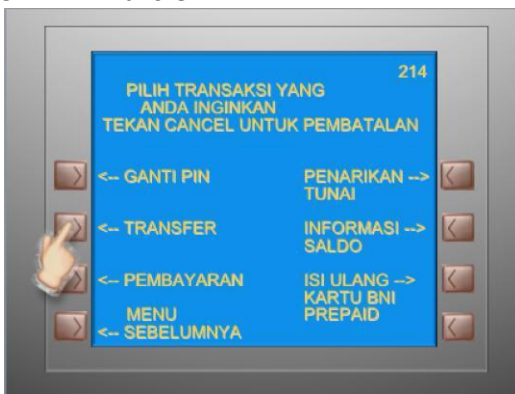 214
PILIH TRANSAKSI YANG
ANDA INGINKAN
TEKAN CANCEL UNTUK PEMBATALAN
<-- GANTI PIN
PENARIKAN -->
TUNAI
<-- TRANSFER
INFORMASI -->
SALDO
<-- PEMBAYARAN
ISI ULANG -->
KARTU BNI
PREPAID
MENU
<-- SEBELUMNYA